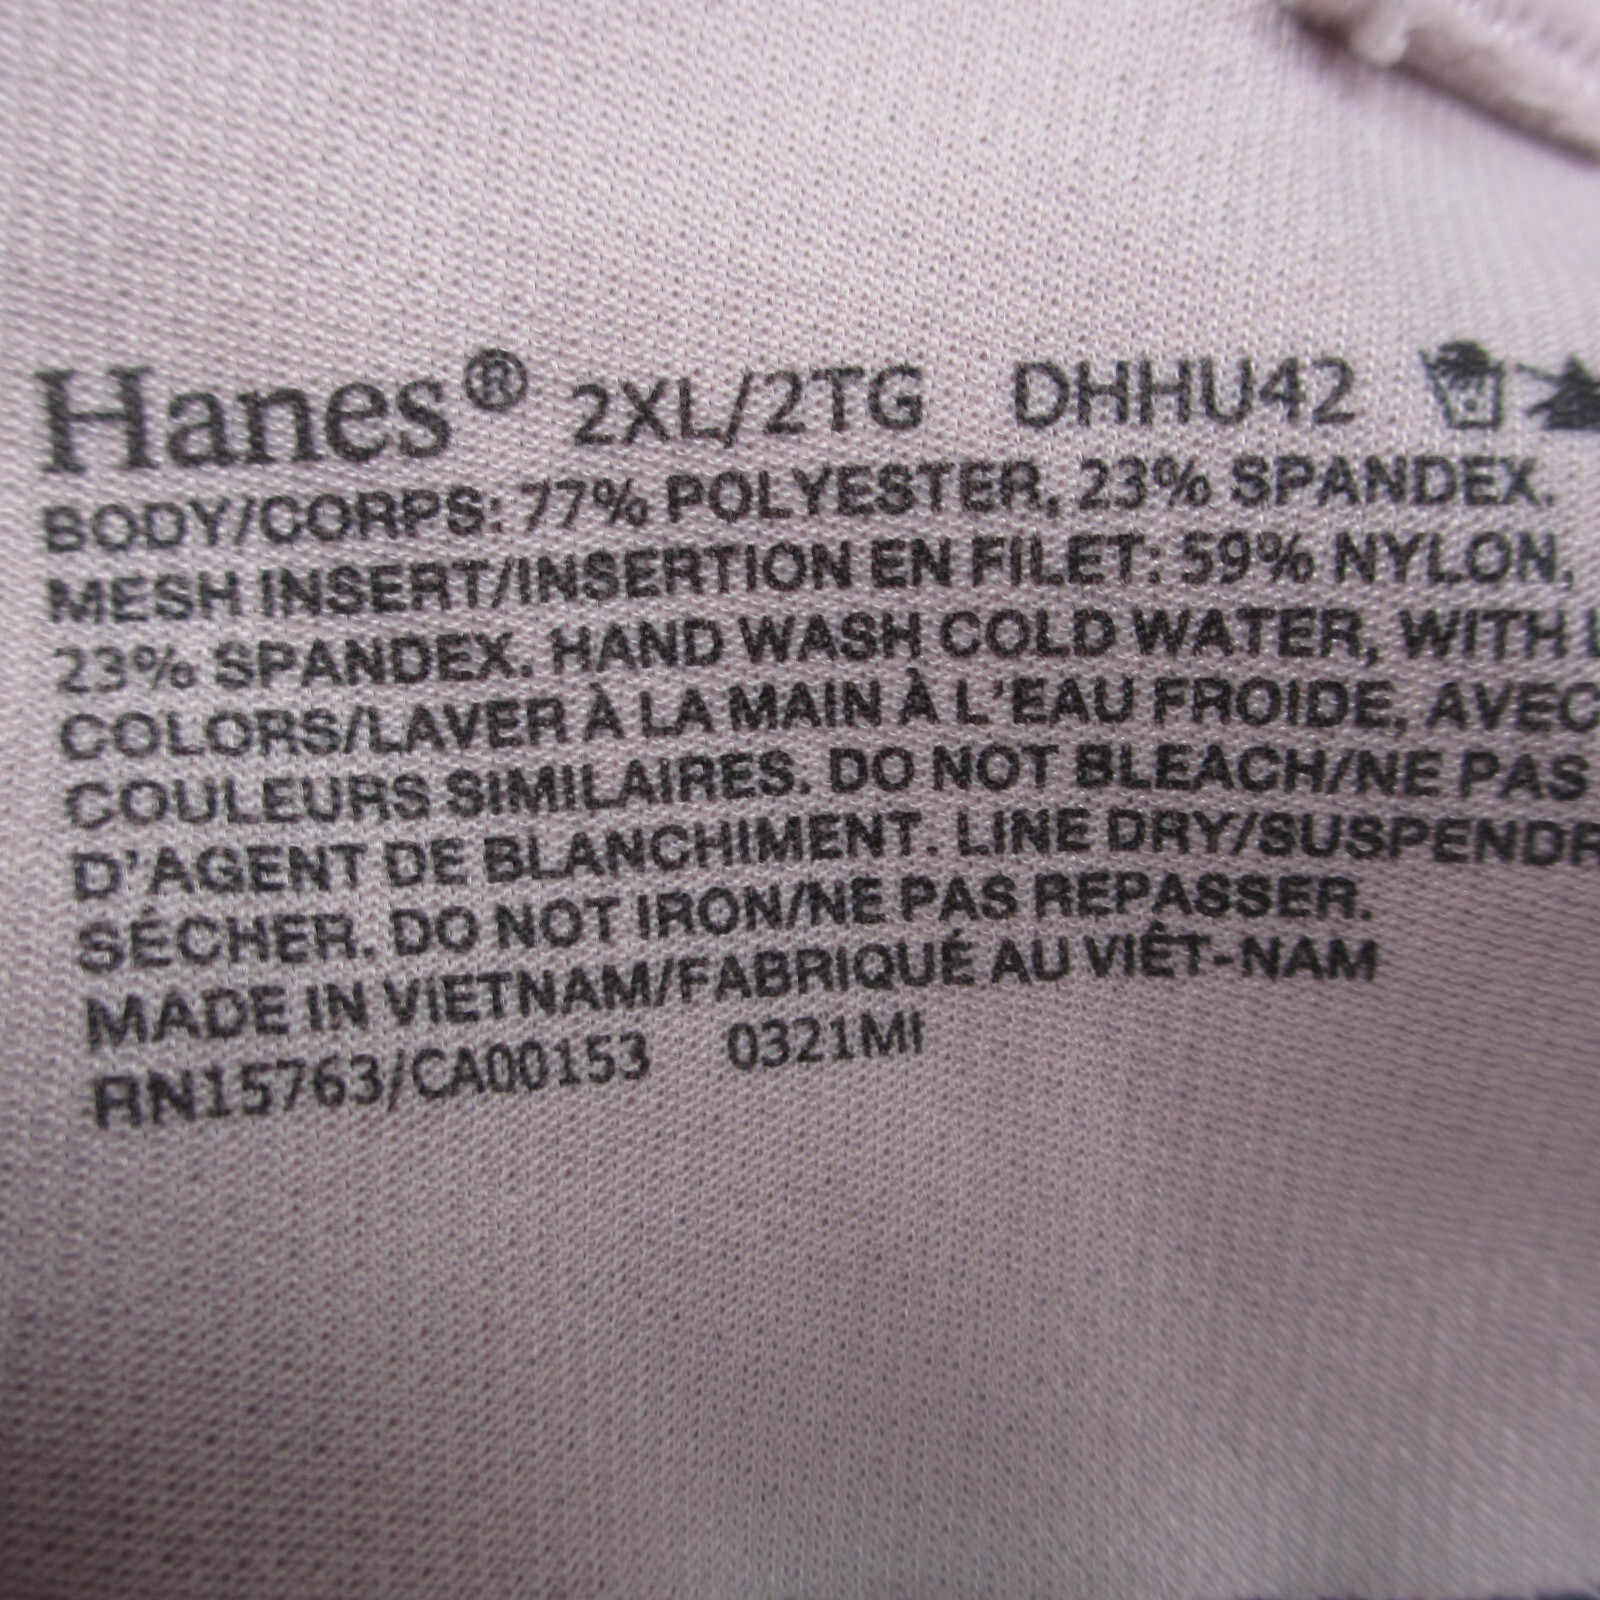 Hanes® 2XL/2TG DHHU42
BODY/CORPS: 77% POLYESTER, 23% SPANDEX.
MESH INSERT/INSERTION EN FILET: 59% NYLON,
23% SPANDEX. HAND WASH COLD WATER, WITH
COLORS/LAVER À LA MAIN À L'EAU FROIDE, AVEC
COULEURS SIMILAIRES. DO NOT BLEACH/NE PAS
D'AGENT DE BLANCHIMENT. LINE DRY/SUSPENDR
SÉCHER. DO NOT IRON/NE PAS REPASSER.
MADE IN VIETNAM/FABRIQUÉ AU VIÊT-NAM
RN15763/CA00153 0321MI